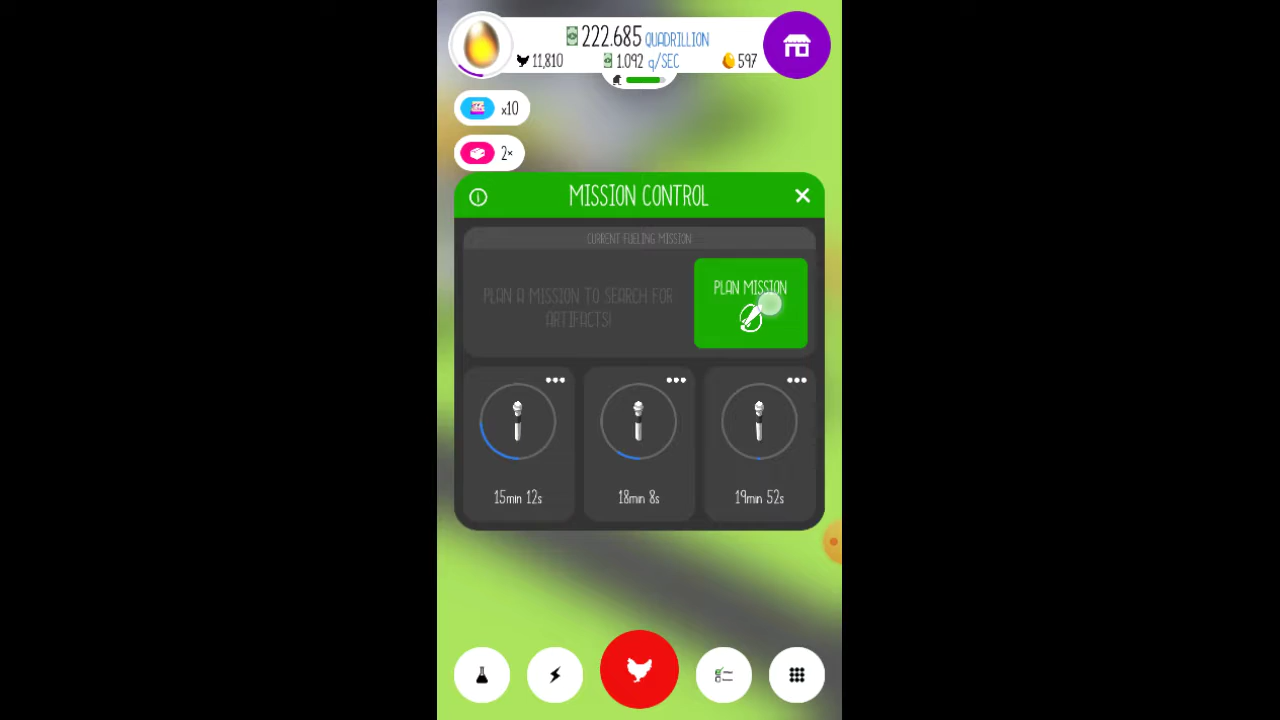 222.685 QUADRILLION
11,810 1.092 q/SEC 597
x10
2×
MISSION CONTROL
CURRENT FUELING MISSION
PLAN A MISSION TO SEARCH FOR
ARTIFACTS!
PLAN MISSION
15min 12s 18min 8s 19min 52s